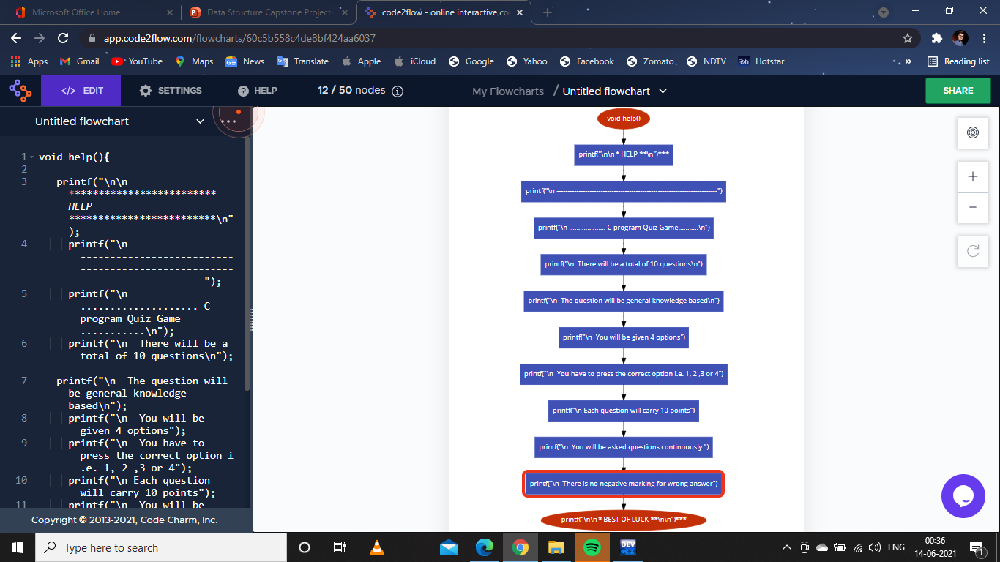 Microsoft Office Home
Data Structure Capstone Project
code2flow - online interactive co
app.code2flow.com/flowcharts/60c5b558c4de8bf424aa6037
Apps Gmail YouTube Maps News Translate Apple iCloud Google Yahoo Facebook Zomato NDTV Hotstar » Reading list
</> EDIT SETTINGS HELP 12 / 50 nodes My Flowcharts / Untitled flowchart SHARE
Untitled flowchart
1 void help(){
2
3 printf("\n\n
*************************
HELP
*************************\n"
);
4 printf("\n
--------------------------
--------------------------
---------------------");
5 printf("\n
.................... C
program Quiz Game
...........\n");
6 printf("\n  There will be a
total of 10 questions\n");
7 printf("\n  The question will
be general knowledge
based\n");
8 printf("\n  You will be
given 4 options");
9 printf("\n  You have to
press the correct option i
.e. 1, 2 ,3 or 4");
10 printf("\n Each question
will carry 10 points");
11 printf("\n  You will be
Copyright © 2013-2021, Code Charm, Inc.
void help()
printf("\n\n * HELP **\n")***
printf("\n -------------------------------------------------------------------------")
printf("\n .................... C program Quiz Game...........\n")
printf("\n  There will be a total of 10 questions\n")
printf("\n  The question will be general knowledge based\n")
printf("\n  You will be given 4 options")
printf("\n  You have to press the correct option i.e. 1, 2 ,3 or 4")
printf("\n Each question will carry 10 points")
printf("\n  You will be asked questions continuously.")
printf("\n  There is no negative marking for wrong answer")
printf("\n\n * BEST OF LUCK **\n\n")***
Type here to search
DEV
ENG
00:36
14-06-2021
1